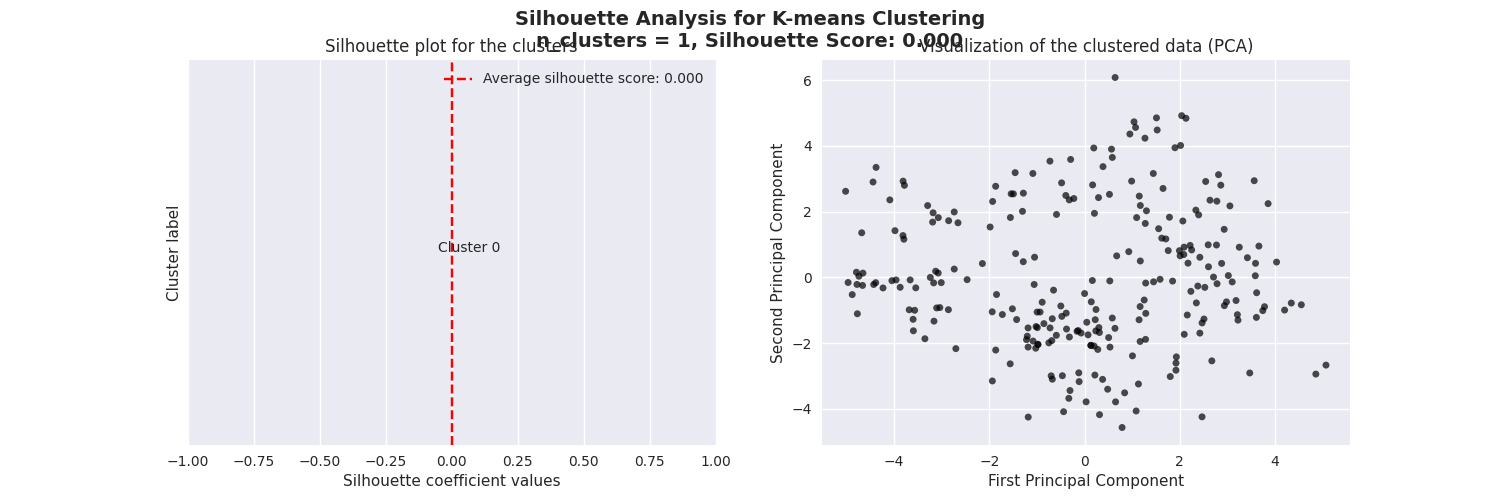 Silhouette Analysis for K-means Clustering
n_clusters = 1, Silhouette Score: 0.000
Silhouette plot for the clusters
Visualization of the clustered data (PCA)
Average silhouette score: 0.000
Cluster 0
Cluster label
−1.00 −0.75 −0.50 −0.25 0.00 0.25 0.50 0.75 1.00
Silhouette coefficient values
Second Principal Component
6
4
2
0
−2
−4
−4 −2 0 2 4
First Principal Component